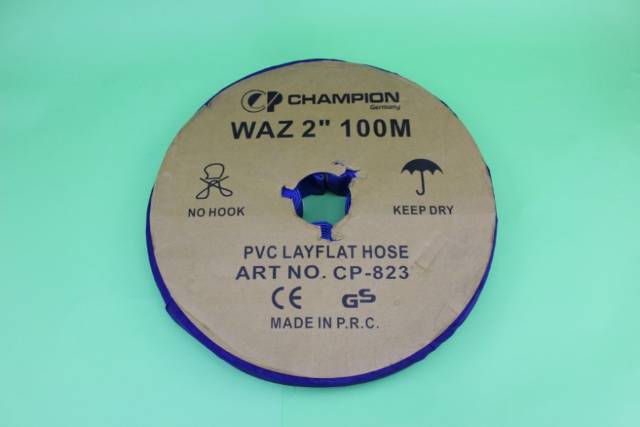 CP CHAMPION
Germany
WAZ 2" 100M
NO HOOK
KEEP DRY
PVC LAYFLAT HOSE
ART NO. CP-823
CE GS
MADE IN P.R.C.